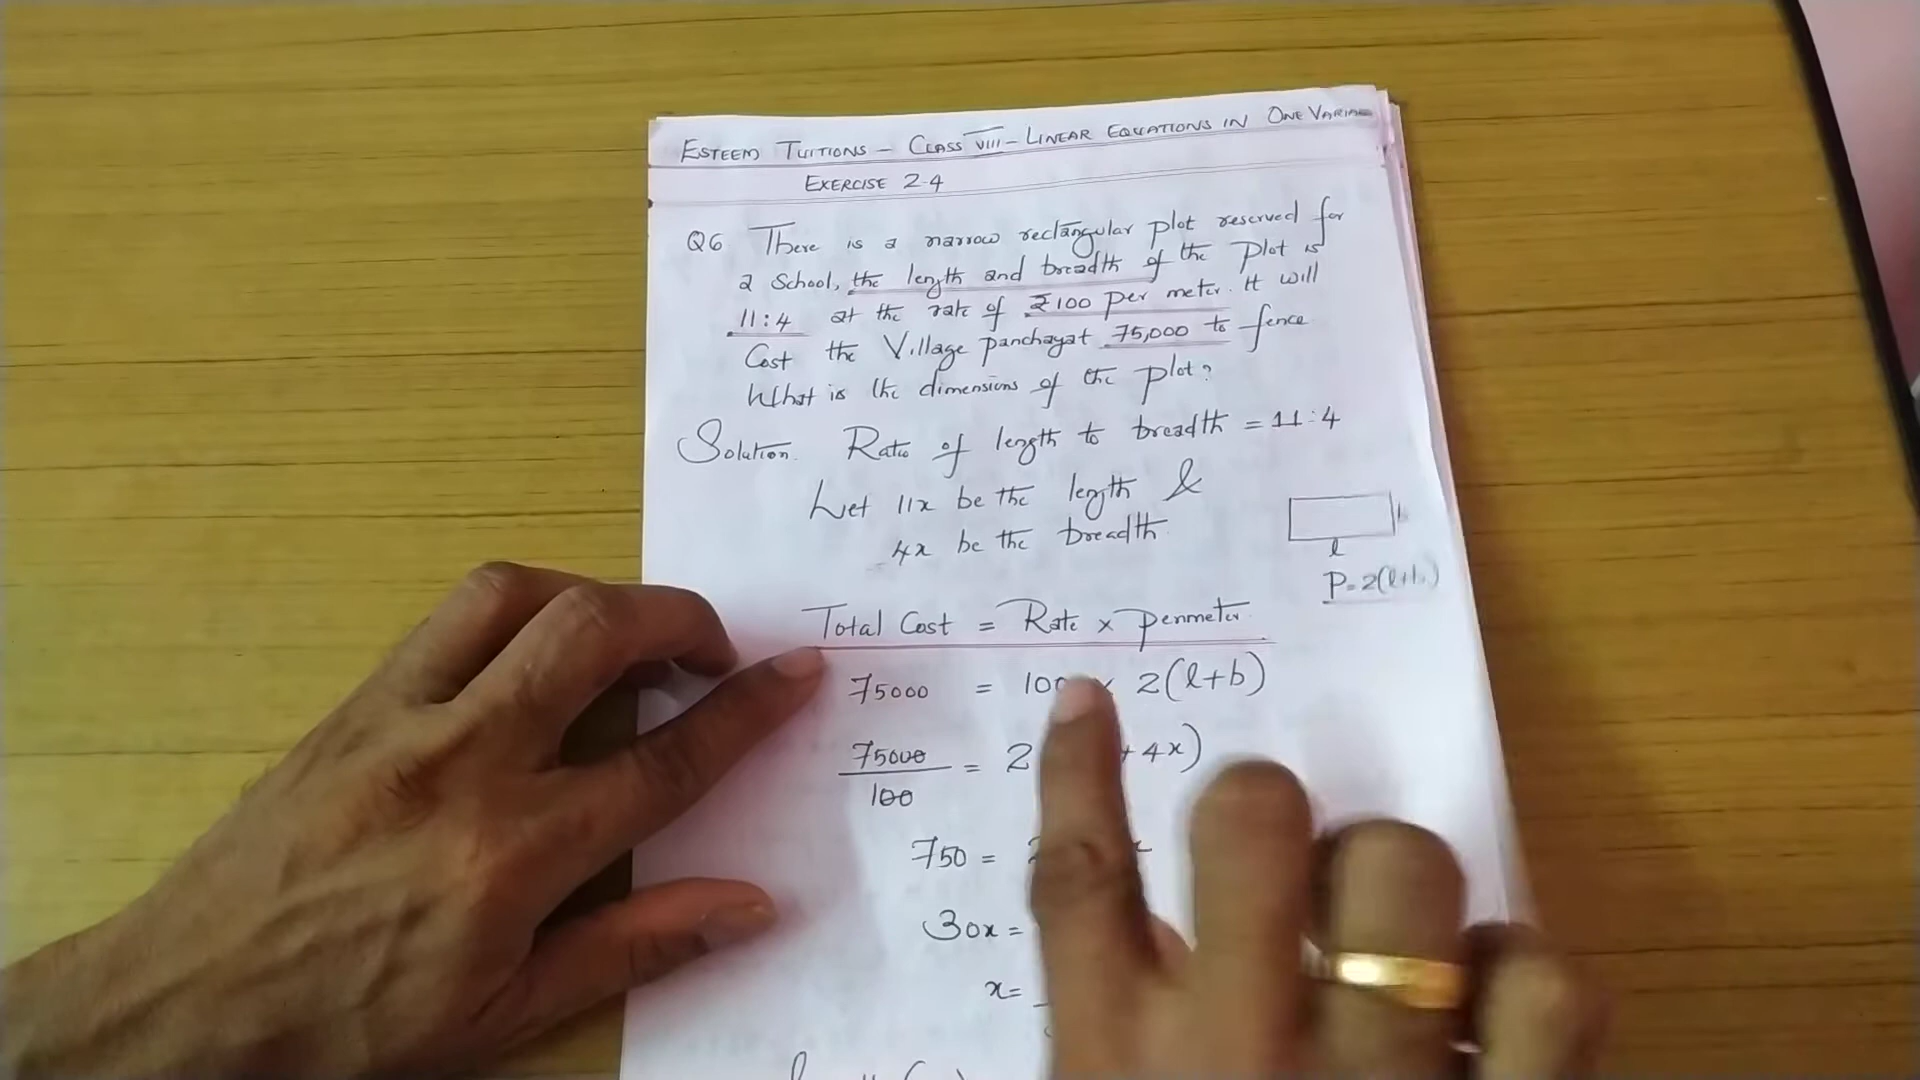 ESTEEM TUITIONS - CLASS VIII - LINEAR EQUATIONS IN ONE
EXERCISE 2.4
Q6 There is a narrow rectangular plot reserved for
a School, the length and breadth of the plot is
11:4 at the rate of ₹100 per meter. It will
Cost the Village panchayat 75,000 to fence
What is the dimensions of the plot?
Solution. Ratio of length to breadth = 11:4
Let 11x be the length &
4x be the breadth
l
P=2(l+b)
Total Cost = Rate × perimeter
75000 = 100 × 2(l+b)
75000
100
= 2 + 4x)
750 =
30x =
x=